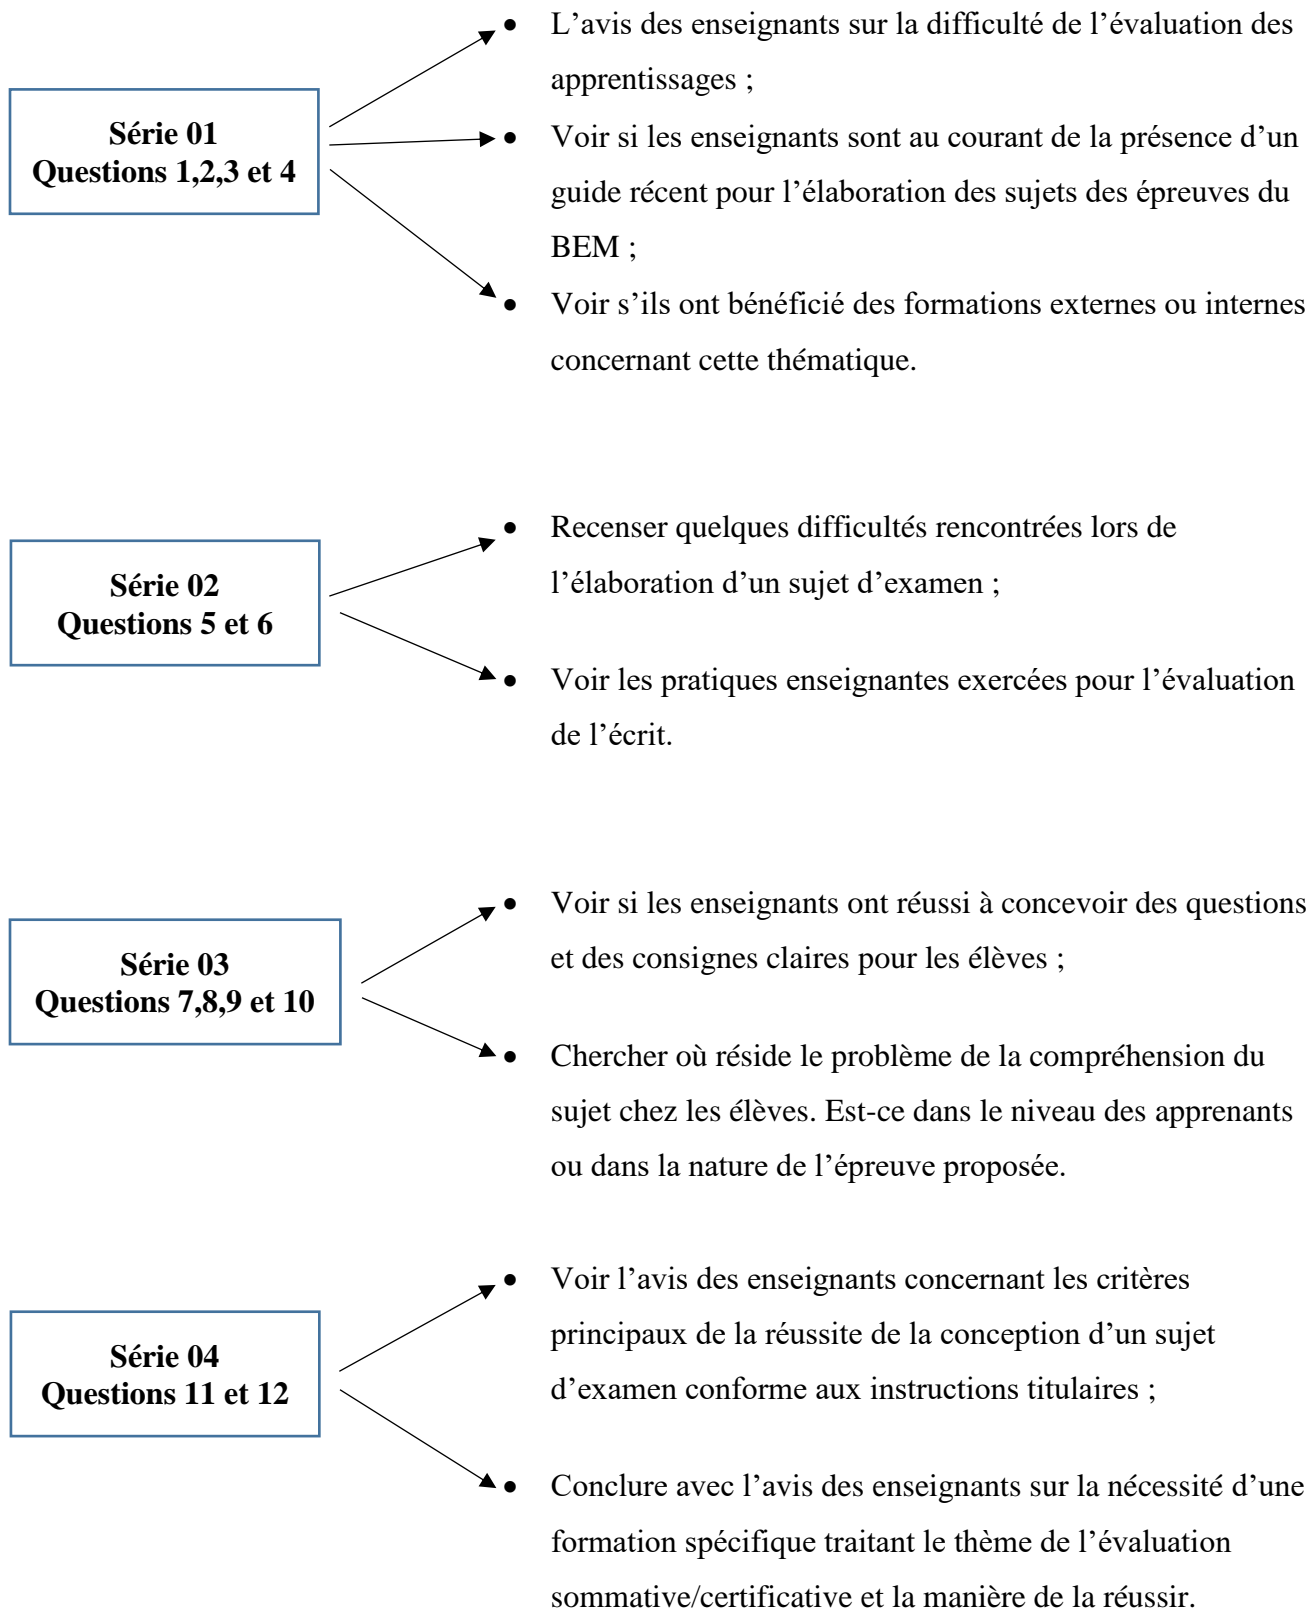 Série 01
Questions 1,2,3 et 4
• L’avis des enseignants sur la difficulté de l’évaluation des
apprentissages ;
• Voir si les enseignants sont au courant de la présence d’un
guide récent pour l’élaboration des sujets des épreuves du
BEM ;
• Voir s’ils ont bénéficié des formations externes ou internes
concernant cette thématique.
Série 02
Questions 5 et 6
• Recenser quelques difficultés rencontrées lors de
l’élaboration d’un sujet d’examen ;
• Voir les pratiques enseignantes exercées pour l’évaluation
de l’écrit.
Série 03
Questions 7,8,9 et 10
• Voir si les enseignants ont réussi à concevoir des questions
et des consignes claires pour les élèves ;
• Chercher où réside le problème de la compréhension du
sujet chez les élèves. Est-ce dans le niveau des apprenants
ou dans la nature de l’épreuve proposée.
Série 04
Questions 11 et 12
• Voir l’avis des enseignants concernant les critères
principaux de la réussite de la conception d’un sujet
d’examen conforme aux instructions titulaires ;
• Conclure avec l’avis des enseignants sur la nécessité d’une
formation spécifique traitant le thème de l’évaluation
sommative/certificative et la manière de la réussir.